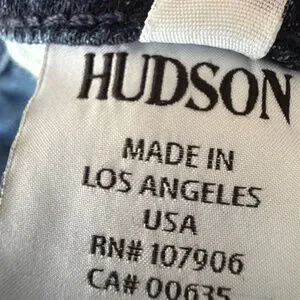 HUDSON
MADE IN
LOS ANGELES
USA
RN# 107906
CA# 00635